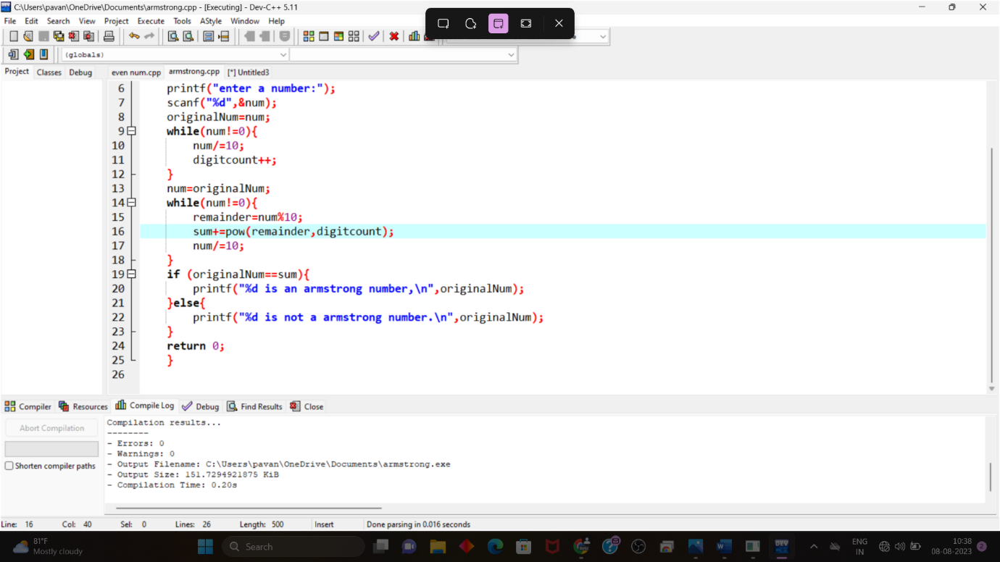 C:\Users\pavan\OneDrive\Documents\armstrong.cpp - [Executing] - Dev-C++ 5.11
File Edit Search View Project Execute Tools AStyle Window Help
(globals)
Project Classes Debug even num.cpp armstrong.cpp [*] Untitled3
6 printf("enter a number:");
7 scanf("%d",&num);
8 originalNum=num;
9 while(num!=0){
10 num/=10;
11 digitcount++;
12 }
13 num=originalNum;
14 while(num!=0){
15 remainder=num%10;
16 sum+=pow(remainder,digitcount);
17 num/=10;
18 }
19 if (originalNum==sum){
20 printf("%d is an armstrong number,\n",originalNum);
21 }else{
22 printf("%d is not a armstrong number.\n",originalNum);
23 }
24 return 0;
25 }
26
Compiler Resources Compile Log Debug Find Results Close
Abort Compilation
Shorten compiler paths
Compilation results...
--------
- Errors: 0
- Warnings: 0
- Output Filename: C:\Users\pavan\OneDrive\Documents\armstrong.exe
- Output Size: 151.7294921875 KiB
- Compilation Time: 0.20s
Line: 16 Col: 40 Sel: 0 Lines: 26 Length: 500 Insert Done parsing in 0.016 seconds
81°F
Mostly cloudy
Search
DEV
ENG
IN
10:38
08-08-2023
2